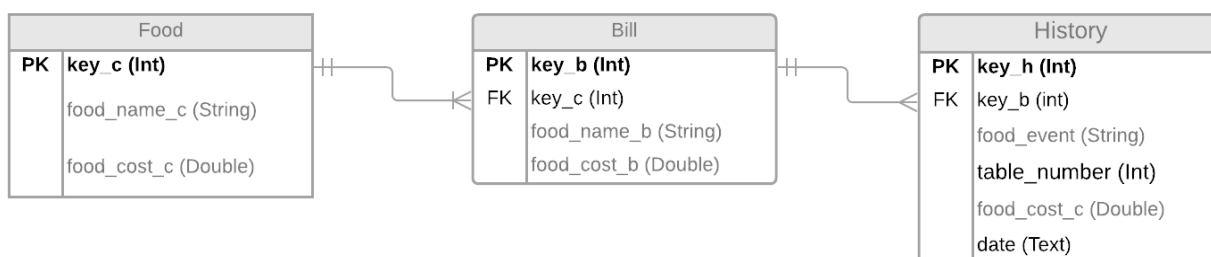 Food
PK key_c (Int)
food_name_c (String)
food_cost_c (Double)
Bill
PK key_b (Int)
FK key_c (Int)
food_name_b (String)
food_cost_b (Double)
History
PK key_h (Int)
FK key_b (int)
food_event (String)
table_number (Int)
food_cost_c (Double)
date (Text)